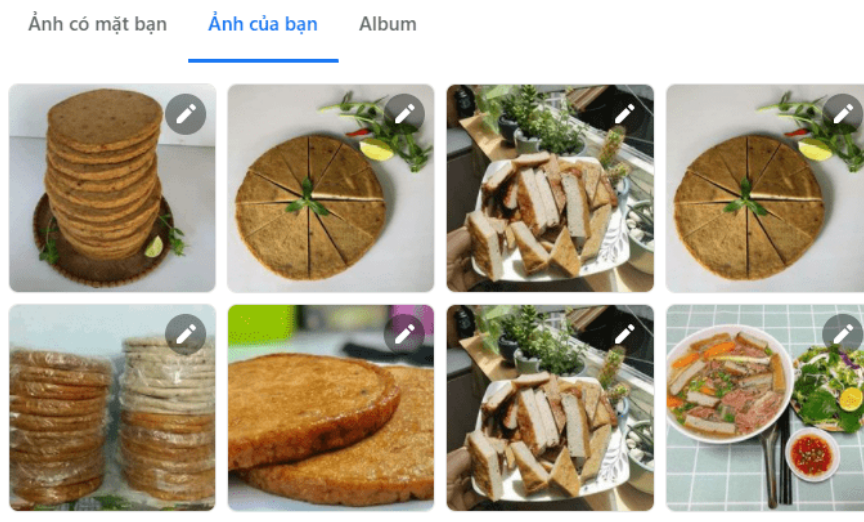 Ảnh có mặt bạn
Ảnh của bạn
Album